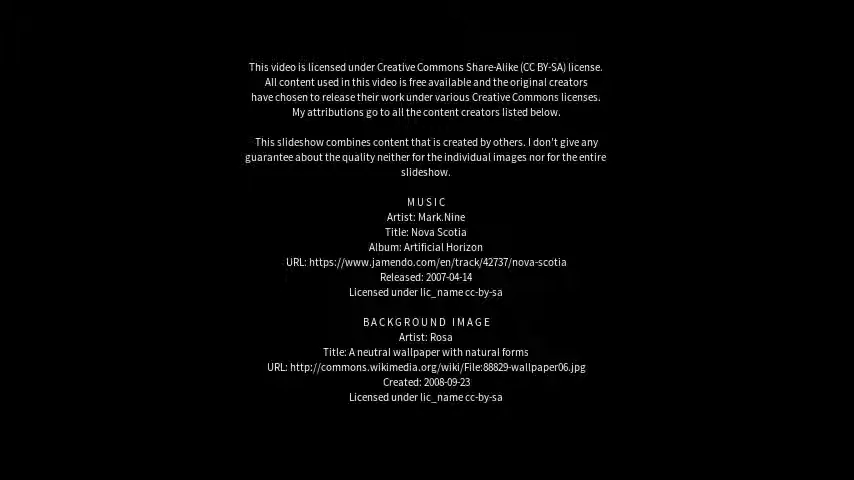 This video is licensed under Creative Commons Share-Alike (CC BY-SA) license.
All content used in this video is free available and the original creators
have chosen to release their work under various Creative Commons licenses.
My attributions go to all the content creators listed below.
This slideshow combines content that is created by others. I don't give any
guarantee about the quality neither for the individual images nor for the entire
slideshow.
MUSIC
Artist: Mark.Nine
Title: Nova Scotia
Album: Artificial Horizon
URL: https://www.jamendo.com/en/track/42737/nova-scotia
Released: 2007-04-14
Licensed under lic_name cc-by-sa
BACKGROUND IMAGE
Artist: Rosa
Title: A neutral wallpaper with natural forms
URL: http://commons.wikimedia.org/wiki/File:88829-wallpaper06.jpg
Created: 2008-09-23
Licensed under lic_name cc-by-sa